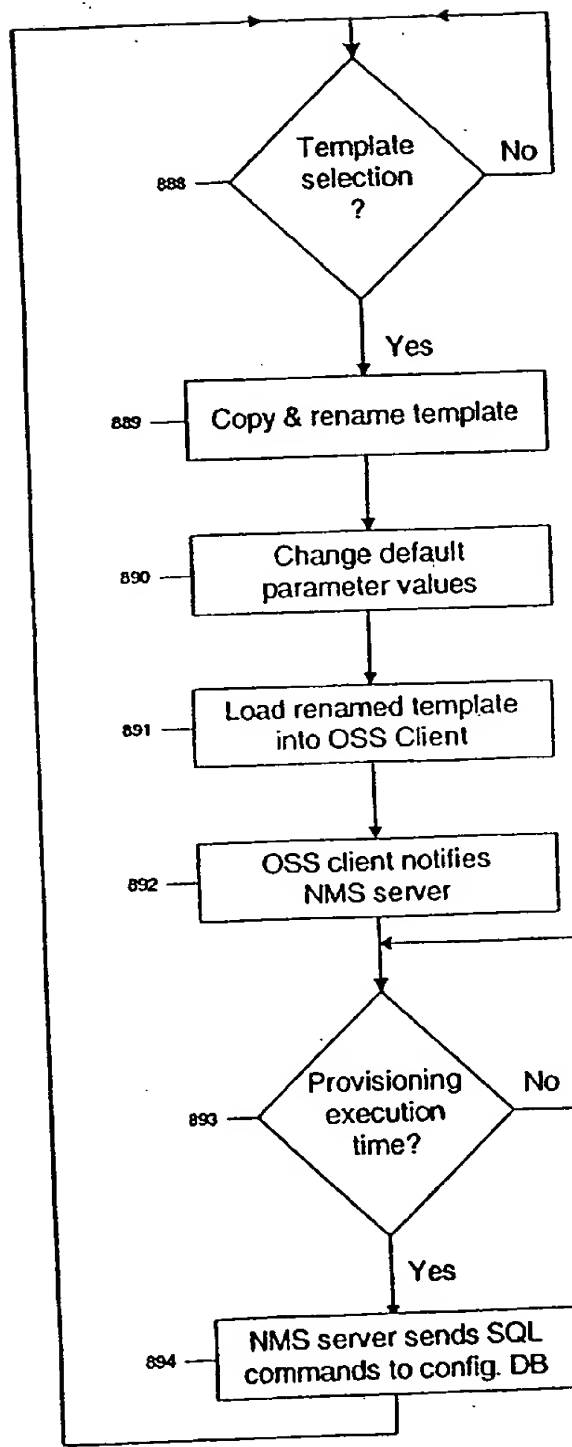 Template
selection
?
No
888
Yes
889
Copy & rename template
890
Change default
parameter values
891
Load renamed template
into OSS Client
892
OSS client notifies
NMS server
893
Provisioning
execution
time?
No
Yes
894
NMS server sends SQL
commands to config. DB